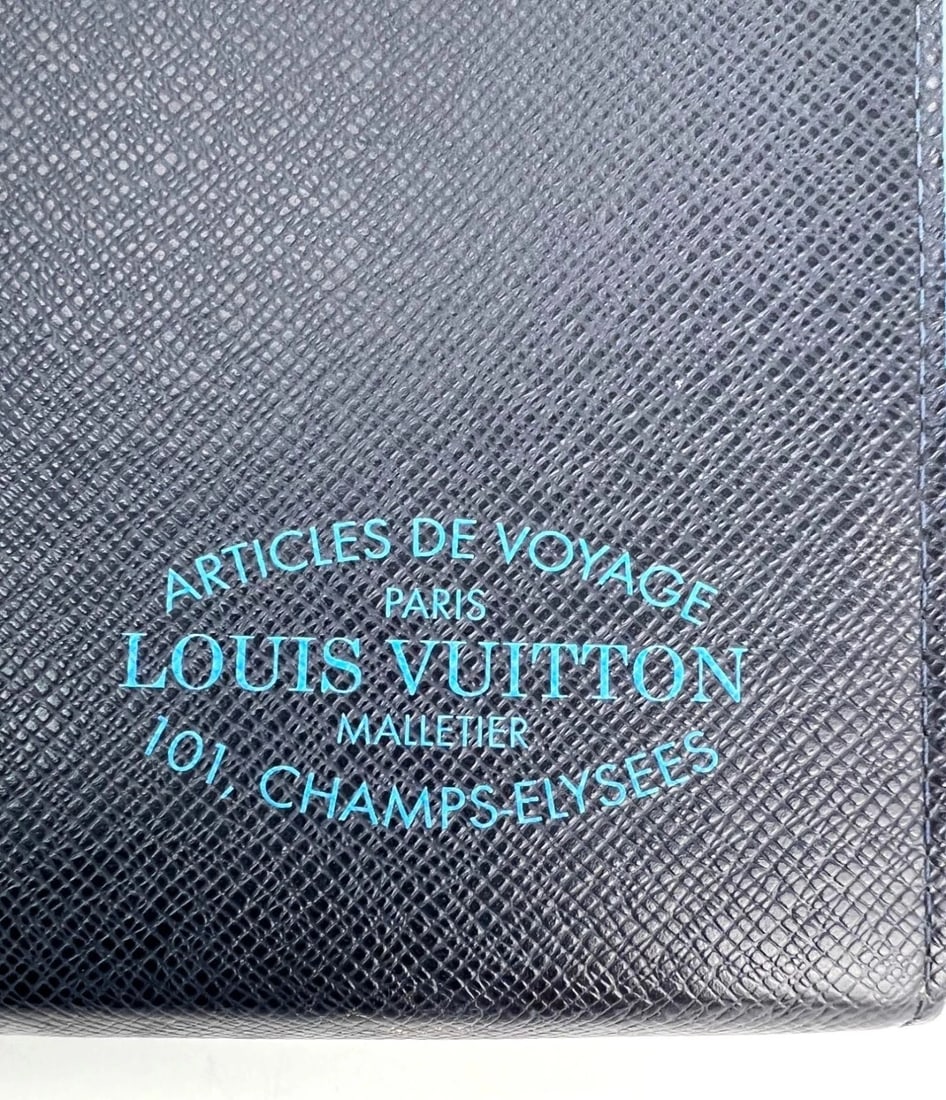 ARTICLES DE VOYAGE
PARIS
LOUIS VUITTON
MALLETIER
101, CHAMPS-ELYSEES